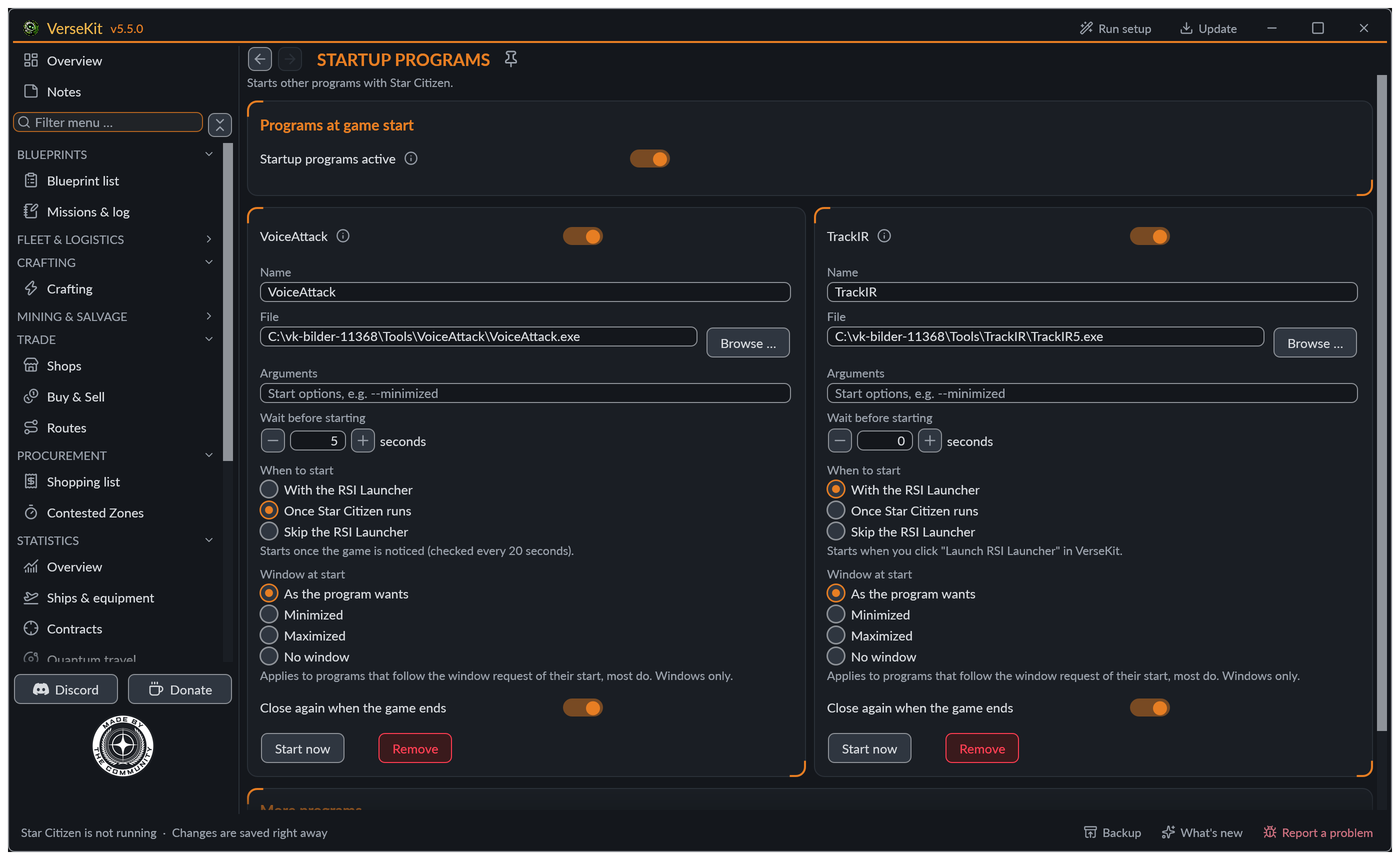 VerseKit v5.5.0
Run setup
Update
Overview
Notes
Filter menu ...
BLUEPRINTS
Blueprint list
Missions & log
FLEET & LOGISTICS
CRAFTING
Crafting
MINING & SALVAGE
TRADE
Shops
Buy & Sell
Routes
PROCUREMENT
Shopping list
Contested Zones
STATISTICS
Overview
Ships & equipment
Contracts
Quantum travel
Discord
Donate
MADE BY
THE COMMUNITY
STARTUP PROGRAMS
Starts other programs with Star Citizen.
Programs at game start
Startup programs active
VoiceAttack
Name
VoiceAttack
File
C:\vk-bilder-11368\Tools\VoiceAttack\VoiceAttack.exe
Browse ...
Arguments
Start options, e.g. --minimized
Wait before starting
5 seconds
When to start
With the RSI Launcher
Once Star Citizen runs
Skip the RSI Launcher
Starts once the game is noticed (checked every 20 seconds).
Window at start
As the program wants
Minimized
Maximized
No window
Applies to programs that follow the window request of their start, most do. Windows only.
Close again when the game ends
Start now
Remove
TrackIR
Name
TrackIR
File
C:\vk-bilder-11368\Tools\TrackIR\TrackIR5.exe
Browse ...
Arguments
Start options, e.g. --minimized
Wait before starting
0 seconds
When to start
With the RSI Launcher
Once Star Citizen runs
Skip the RSI Launcher
Starts when you click "Launch RSI Launcher" in VerseKit.
Window at start
As the program wants
Minimized
Maximized
No window
Applies to programs that follow the window request of their start, most do. Windows only.
Close again when the game ends
Start now
Remove
More programs
Star Citizen is not running · Changes are saved right away
Backup
What's new
Report a problem